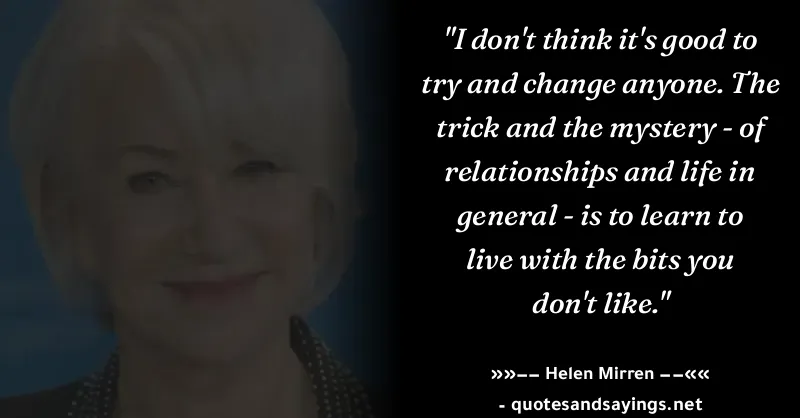 "I don't think it's good to
try and change anyone. The
trick and the mystery - of
relationships and life in
general - is to learn to
live with the bits you
don't like."
»»−− Helen Mirren −−««
- quotesandsayings.net